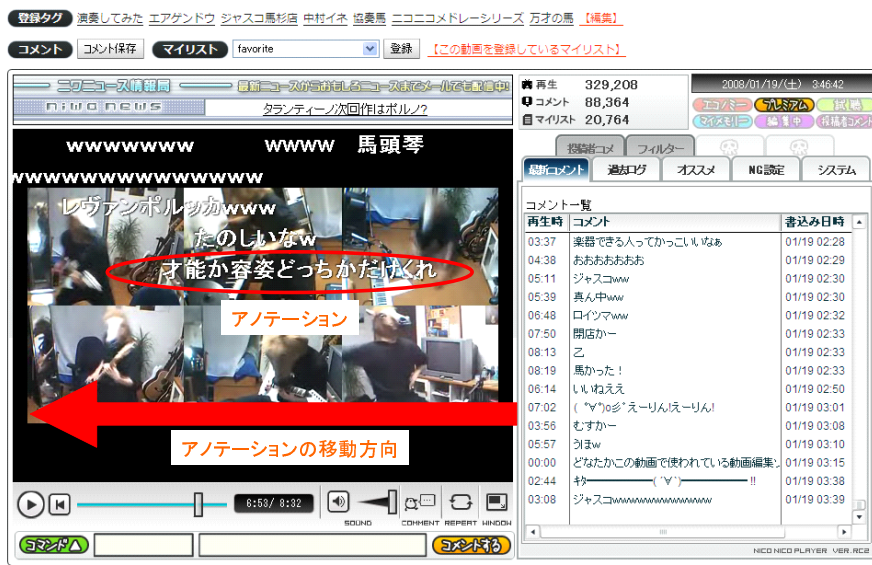 登録タグ 演奏してみた エアゲンドウ ジャスコ馬杉店 中村イネ 協奏馬 ニコニコメドレーシリーズ 万才の馬 【編集】
コメント コメント保存 マイリスト favorite 登録 【この動画を登録しているマイリスト】
ニワニュース情報局 最新ニュースからおもしろニュースまでメールでも配信中!
niwango news タランティーノ次回作はポルノ?
再生 329,208
コメント 88,364
マイリスト 20,764
2008/01/19/(土) 3:46:42
エコノミー プレミアム 試聴
マイメモリー 編集中 投稿者コメント
投稿者コメ フィルター
最新コメント 過去ログ オススメ NG設定 システム
wwwwwww wwww 馬頭琴
wwwwwwwwwwwwwww
レヴァンポルッカwww
たのしいなw
才能か容姿どっちかだけくれ
アノテーション
アノテーションの移動方向
コメント一覧
再生時 コメント 書込み日時
03:37 楽器できる人ってかっこいいなぁ 01/19 02:28
04:38 おおおおおおお 01/19 02:29
05:11 ジャスコww 01/19 02:30
05:39 真ん中ww 01/19 02:30
06:48 ロイツマww 01/19 02:32
07:50 閉店かー 01/19 02:33
08:13 乙 01/19 02:33
08:19 馬かった! 01/19 02:33
06:14 いいねええ 01/19 02:50
07:02 ( ゚∀゚)o彡゚えーりん!えーりん! 01/19 03:01
03:56 むずかー 01/19 03:08
05:57 うほw 01/19 03:10
00:00 どなたかこの動画で使われている動画編集ソ 01/19 03:15
02:44 キタ━━━━━━(゚∀゚)━━━━━━ !! 01/19 03:38
03:08 ジャスコwwwwwwwwwwwwww 01/19 03:39
6:53/ 8:32
SOUND COMMENT REPEAT WINDOW
コマンド△ コメントする
NICO NICO PLAYER VER.RC2